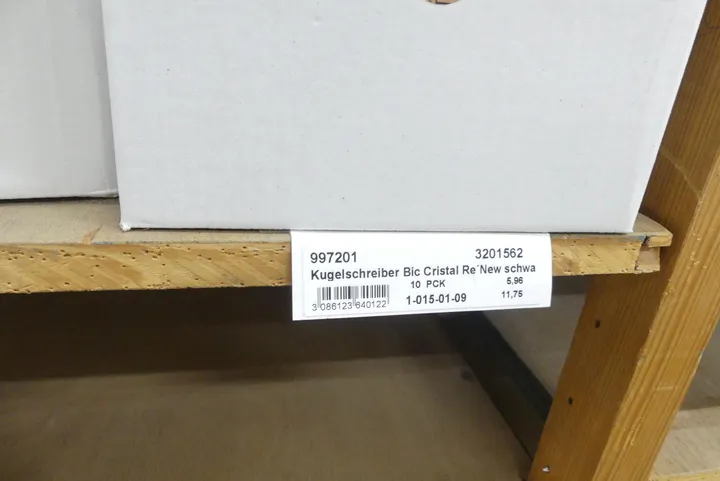 997201 3201562
Kugelschreiber Bic Cristal Re´New schwa
10 PCK 5,96
3 086123 640122 1-015-01-09 11,75